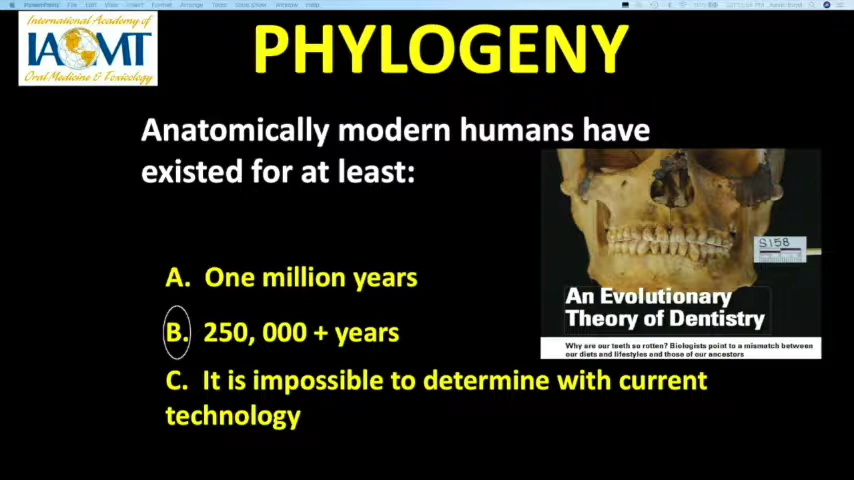 International Academy of
IAOMT
Oral Medicine & Toxicology
PHYLOGENY
Anatomically modern humans have
existed for at least:
A. One million years
B. 250, 000 + years
C. It is impossible to determine with current
technology
S158
An Evolutionary
Theory of Dentistry
Why are our teeth so rotten? Biologists point to a mismatch between
our diets and lifestyles and those of our ancestors